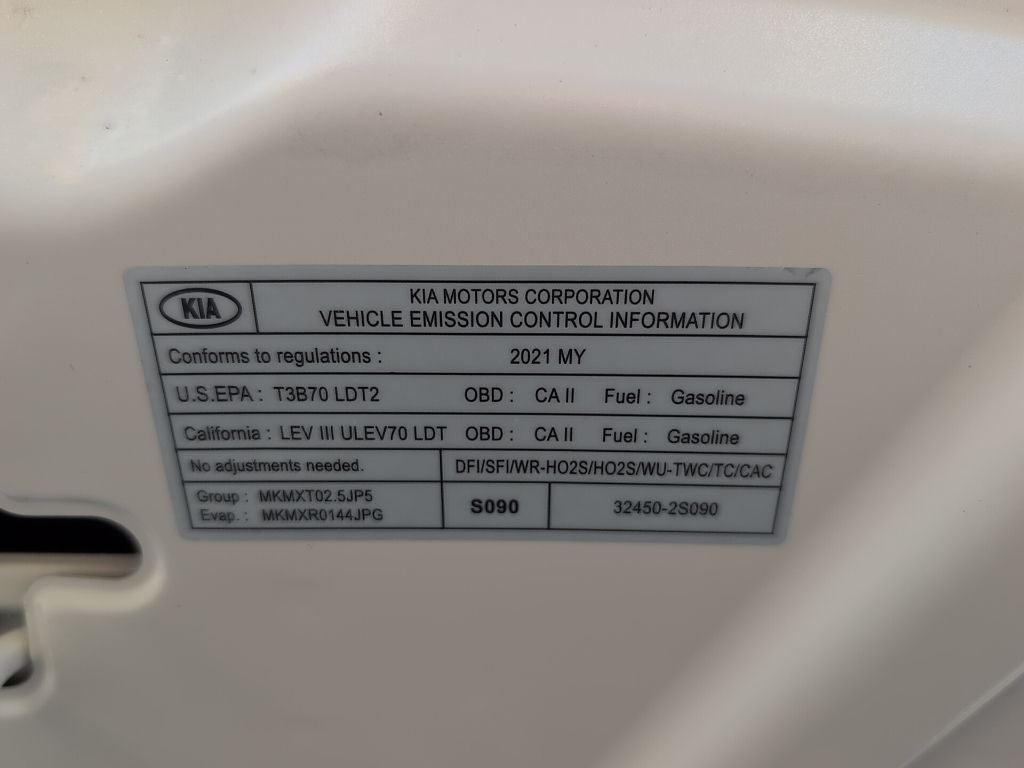 KIA
KIA MOTORS CORPORATION
VEHICLE EMISSION CONTROL INFORMATION
Conforms to regulations : 2021 MY
U.S.EPA : T3B70 LDT2 OBD : CA II Fuel : Gasoline
California : LEV III ULEV70 LDT OBD : CA II Fuel : Gasoline
No adjustments needed. DFI/SFI/WR-HO2S/HO2S/WU-TWC/TC/CAC
Group : MKMXT02.5JP5
Evap. : MKMXR0144JPG
S090 32450-2S090